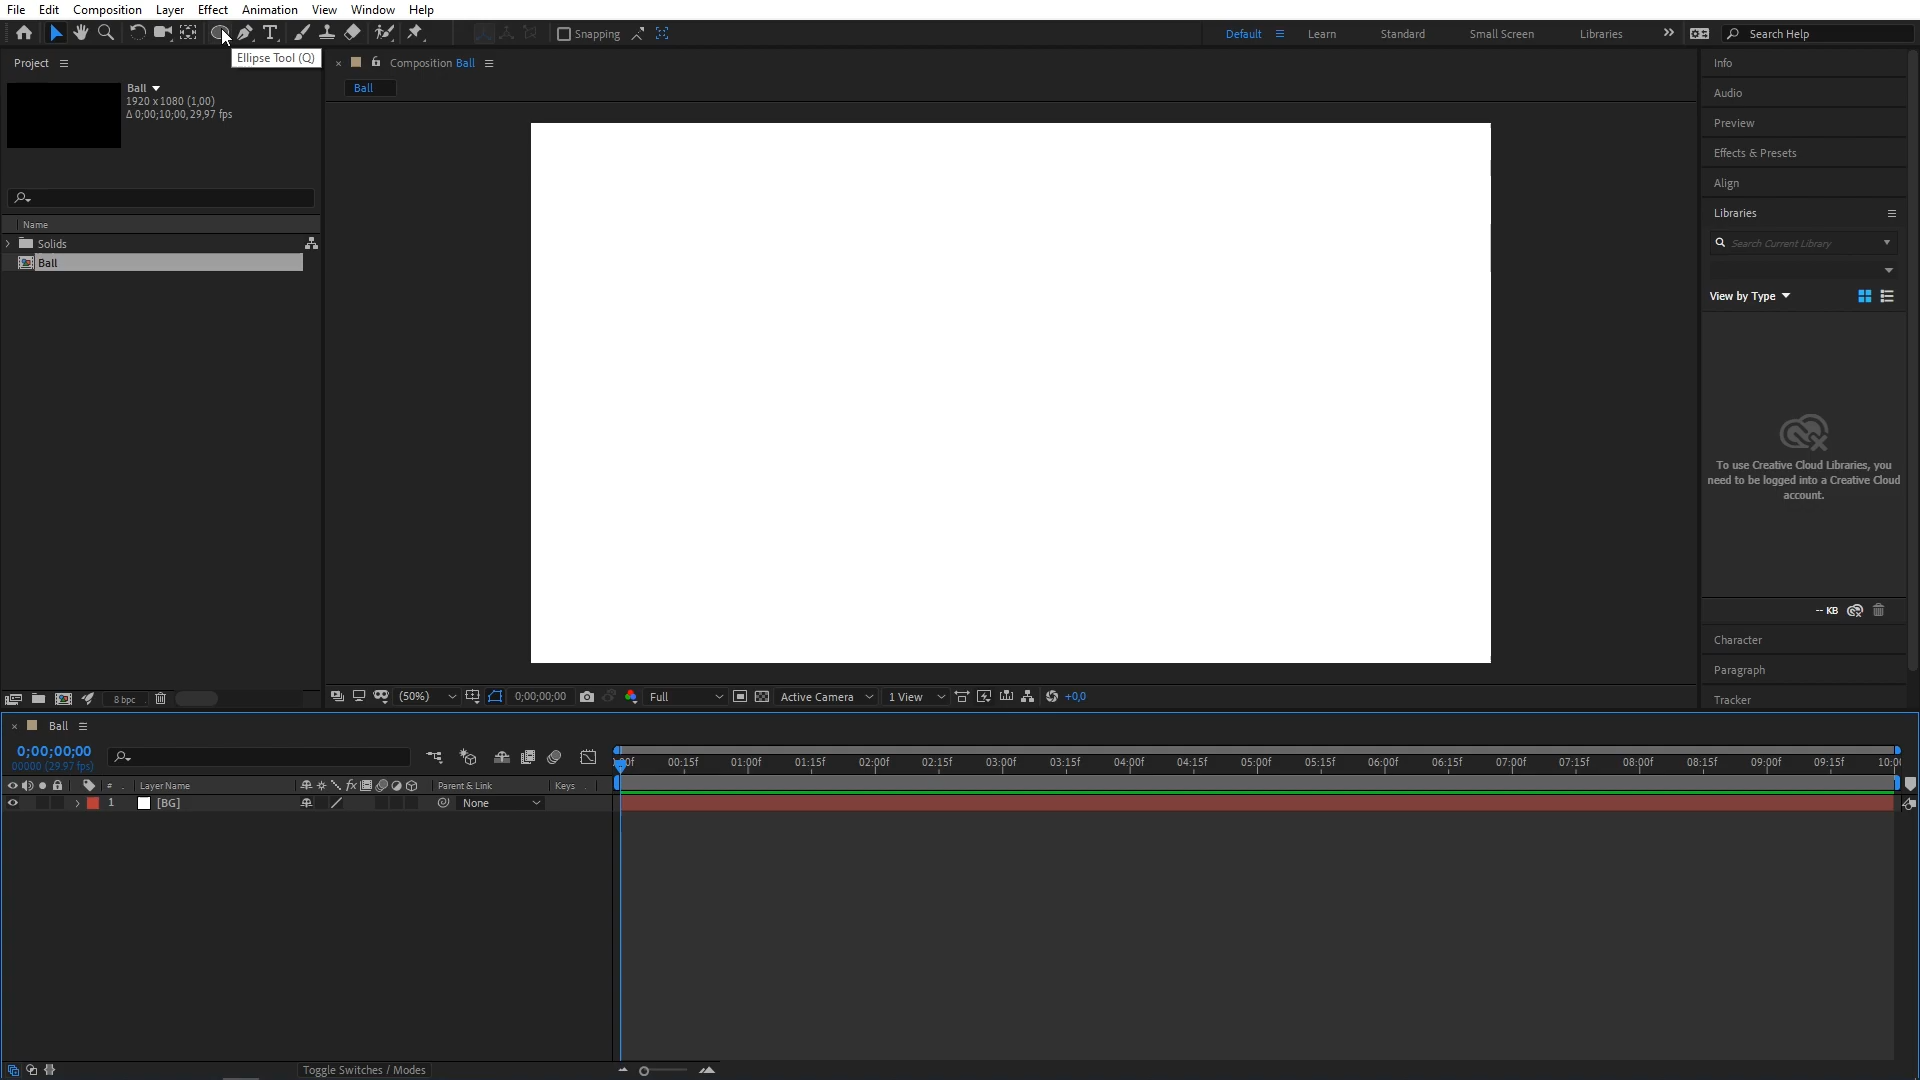 File Edit Composition Layer Effect Animation View Window Help
Snapping
Default Learn Standard Small Screen Libraries
Search Help
Ellipse Tool (Q)
Project
Ball
1920 x 1080 (1,00)
Δ 0;00;10;00, 29,97 fps
Name
Solids
Ball
8 bpc
Composition Ball
Ball
(50%) 0;00;00;00 Full Active Camera 1 View +0,0
Info
Audio
Preview
Effects & Presets
Align
Libraries
Search Current Library
View by Type
To use Creative Cloud Libraries, you
need to be logged into a Creative Cloud
account.
-- KB
Character
Paragraph
Tracker
Ball
0;00;00;00
00000 (29.97 fps)
00f 00:15f 01:00f 01:15f 02:00f 02:15f 03:00f 03:15f 04:00f 04:15f 05:00f 05:15f 06:00f 06:15f 07:00f 07:15f 08:00f 08:15f 09:00f 09:15f 10:0
# Layer Name fx Parent & Link Keys
1 [BG] None
Toggle Switches / Modes